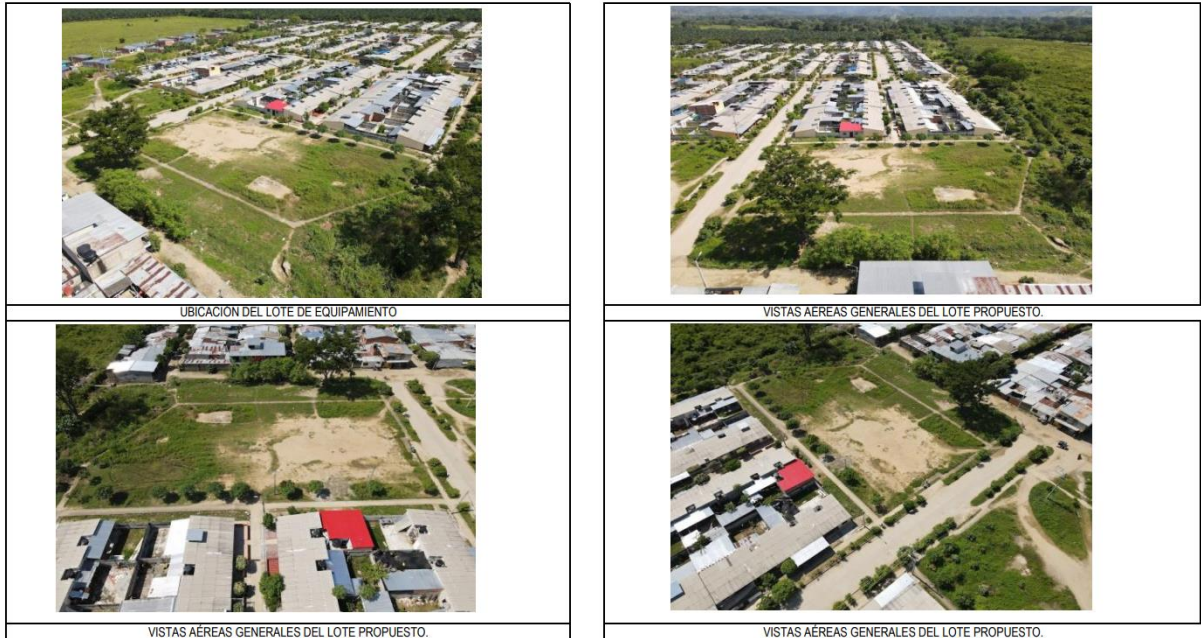 UBICACIÓN DEL LOTE DE EQUIPAMIENTO
VISTAS AÉREAS GENERALES DEL LOTE PROPUESTO.
VISTAS AÉREAS GENERALES DEL LOTE PROPUESTO.
VISTAS AÉREAS GENERALES DEL LOTE PROPUESTO.